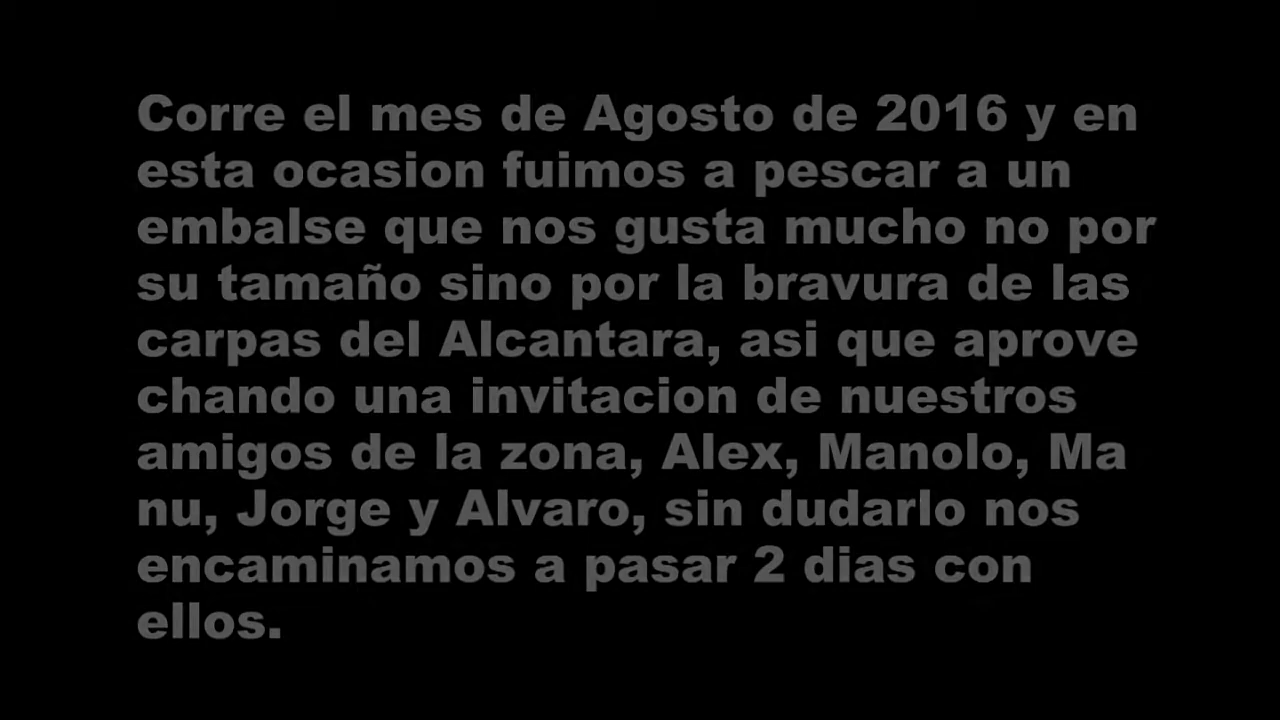 Corre el mes de Agosto de 2016 y en
esta ocasion fuimos a pescar a un
embalse que nos gusta mucho no por
su tamaño sino por la bravura de las
carpas del Alcantara, asi que aprove
chando una invitacion de nuestros
amigos de la zona, Alex, Manolo, Ma
nu, Jorge y Alvaro, sin dudarlo nos
encaminamos a pasar 2 dias con
ellos.